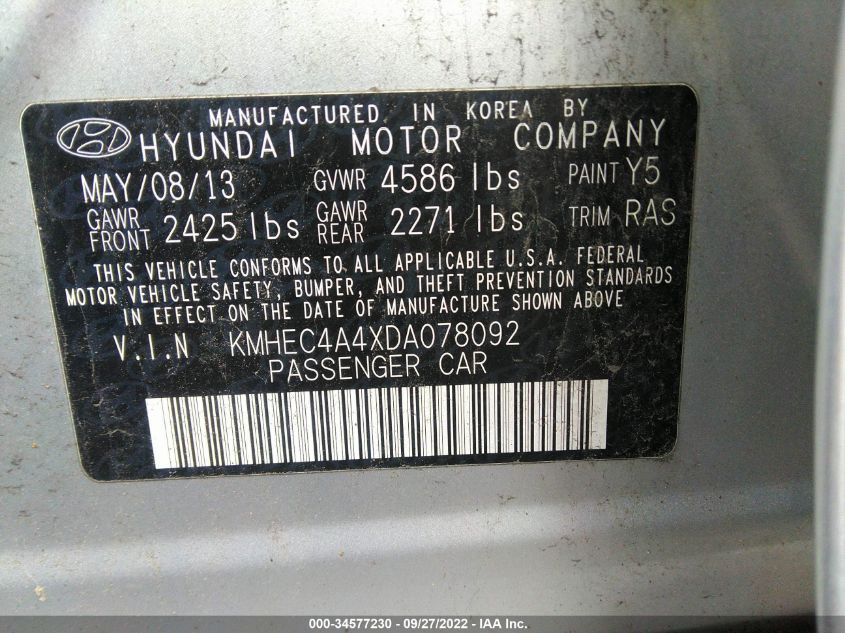 MANUFACTURED IN KOREA BY
HYUNDAI MOTOR COMPANY
MAY/08/13 GVWR 4586 lbs PAINT Y5
GAWR FRONT 2425 lbs GAWR REAR 2271 lbs TRIM RAS
THIS VEHICLE CONFORMS TO ALL APPLICABLE U.S.A. FEDERAL
MOTOR VEHICLE SAFETY, BUMPER, AND THEFT PREVENTION STANDARDS
IN EFFECT ON THE DATE OF MANUFACTURE SHOWN ABOVE
V.I.N KMHEC4A4XDA078092
PASSENGER CAR
000-34577230 - 09/27/2022 - IAA Inc.